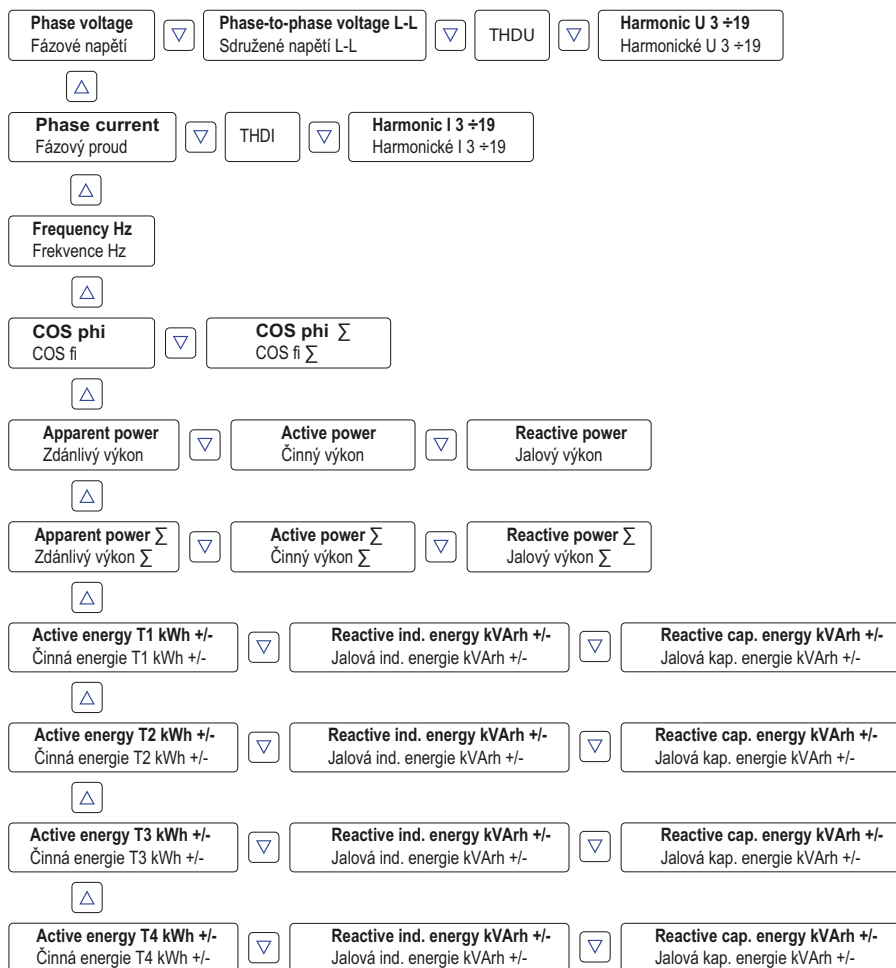 Phase voltage
Fázové napětí
Phase-to-phase voltage L-L
Sdružené napětí L-L
THDU
Harmonic U 3 ÷19
Harmonické U 3 ÷19
Phase current
Fázový proud
THDI
Harmonic I 3 ÷19
Harmonické I 3 ÷19
Frequency Hz
Frekvence Hz
COS phi
COS fi
COS phi ∑
COS fi ∑
Apparent power
Zdánlivý výkon
Active power
Činný výkon
Reactive power
Jalový výkon
Apparent power ∑
Zdánlivý výkon ∑
Active power ∑
Činný výkon ∑
Reactive power ∑
Jalový výkon ∑
Active energy T1 kWh +/-
Činná energie T1 kWh +/-
Reactive ind. energy kVArh +/-
Jalová ind. energie kVArh +/-
Reactive cap. energy kVArh +/-
Jalová kap. energie kVArh +/-
Active energy T2 kWh +/-
Činná energie T2 kWh +/-
Reactive ind. energy kVArh +/-
Jalová ind. energie kVArh +/-
Reactive cap. energy kVArh +/-
Jalová kap. energie kVArh +/-
Active energy T3 kWh +/-
Činná energie T3 kWh +/-
Reactive ind. energy kVArh +/-
Jalová ind. energie kVArh +/-
Reactive cap. energy kVArh +/-
Jalová kap. energie kVArh +/-
Active energy T4 kWh +/-
Činná energie T4 kWh +/-
Reactive ind. energy kVArh +/-
Jalová ind. energie kVArh +/-
Reactive cap. energy kVArh +/-
Jalová kap. energie kVArh +/-